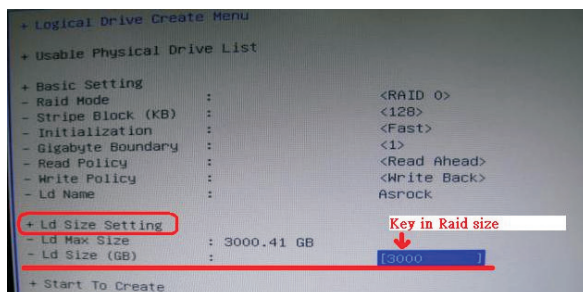 + Logical Drive Create Menu
+ Usable Physical Drive List
+ Basic Setting
- Raid Mode : <RAID 0>
- Stripe Block (KB) : <128>
- Initialization : <Fast>
- Gigabyte Boundary : <1>
- Read Policy : <Read Ahead>
- Write Policy : <Write Back>
- Ld Name : Asrock
+ Ld Size Setting
Key in Raid size
- Ld Max Size : 3000.41 GB
- Ld Size (GB) : [3000 ]
+ Start To Create